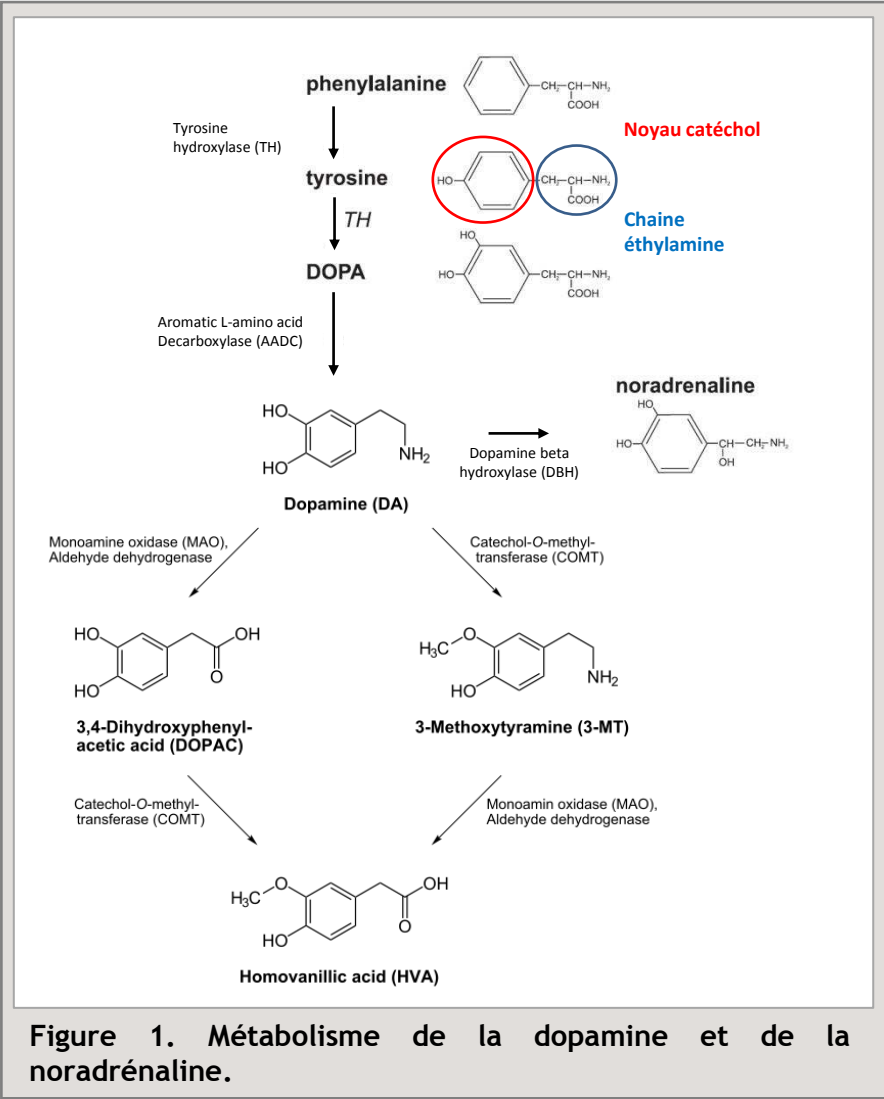 phenylalanine
CH₂—CH—NH₂
COOH
Tyrosine
hydroxylase (TH)
Noyau catéchol
tyrosine
HO
CH₂—CH—NH₂
COOH
TH
Chaine
éthylamine
HO
HO
CH₂—CH—NH₂
COOH
DOPA
Aromatic L-amino acid
Decarboxylase (AADC)
noradrenaline
HO
HO
CH—CH₂—NH₂
OH
HO
HO
NH₂
Dopamine beta
hydroxylase (DBH)
Dopamine (DA)
Monoamine oxidase (MAO),
Aldehyde dehydrogenase
Catechol-O-methyl-
transferase (COMT)
HO
HO
OH
O
H₃C
O
HO
NH₂
3,4-Dihydroxyphenyl-
acetic acid (DOPAC)
3-Methoxytyramine (3-MT)
Catechol-O-methyl-
transferase (COMT)
Monoamin oxidase (MAO),
Aldehyde dehydrogenase
H₃C
O
HO
OH
O
Homovanillic acid (HVA)
Figure 1. Métabolisme de la dopamine et de la
noradrénaline.